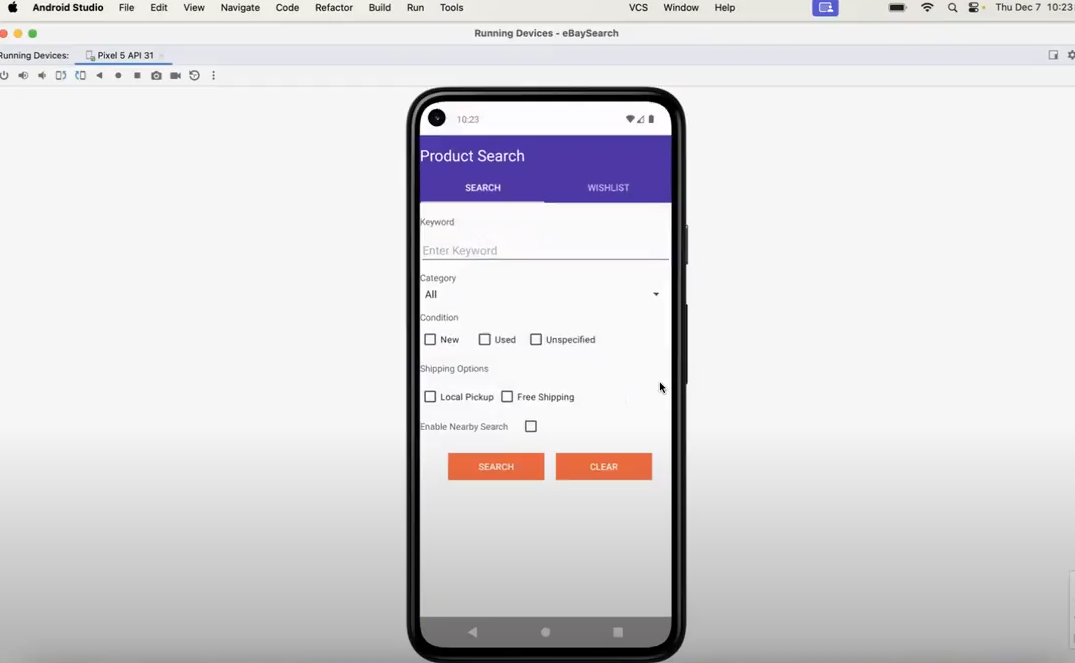 Android Studio File Edit View Navigate Code Refactor Build Run Tools VCS Window Help Thu Dec 7 10:23
Running Devices - eBaySearch
Running Devices: Pixel 5 API 31
10:23
Product Search
SEARCH WISHLIST
Keyword
Enter Keyword
Category
All
Condition
New Used Unspecified
Shipping Options
Local Pickup Free Shipping
Enable Nearby Search
SEARCH CLEAR